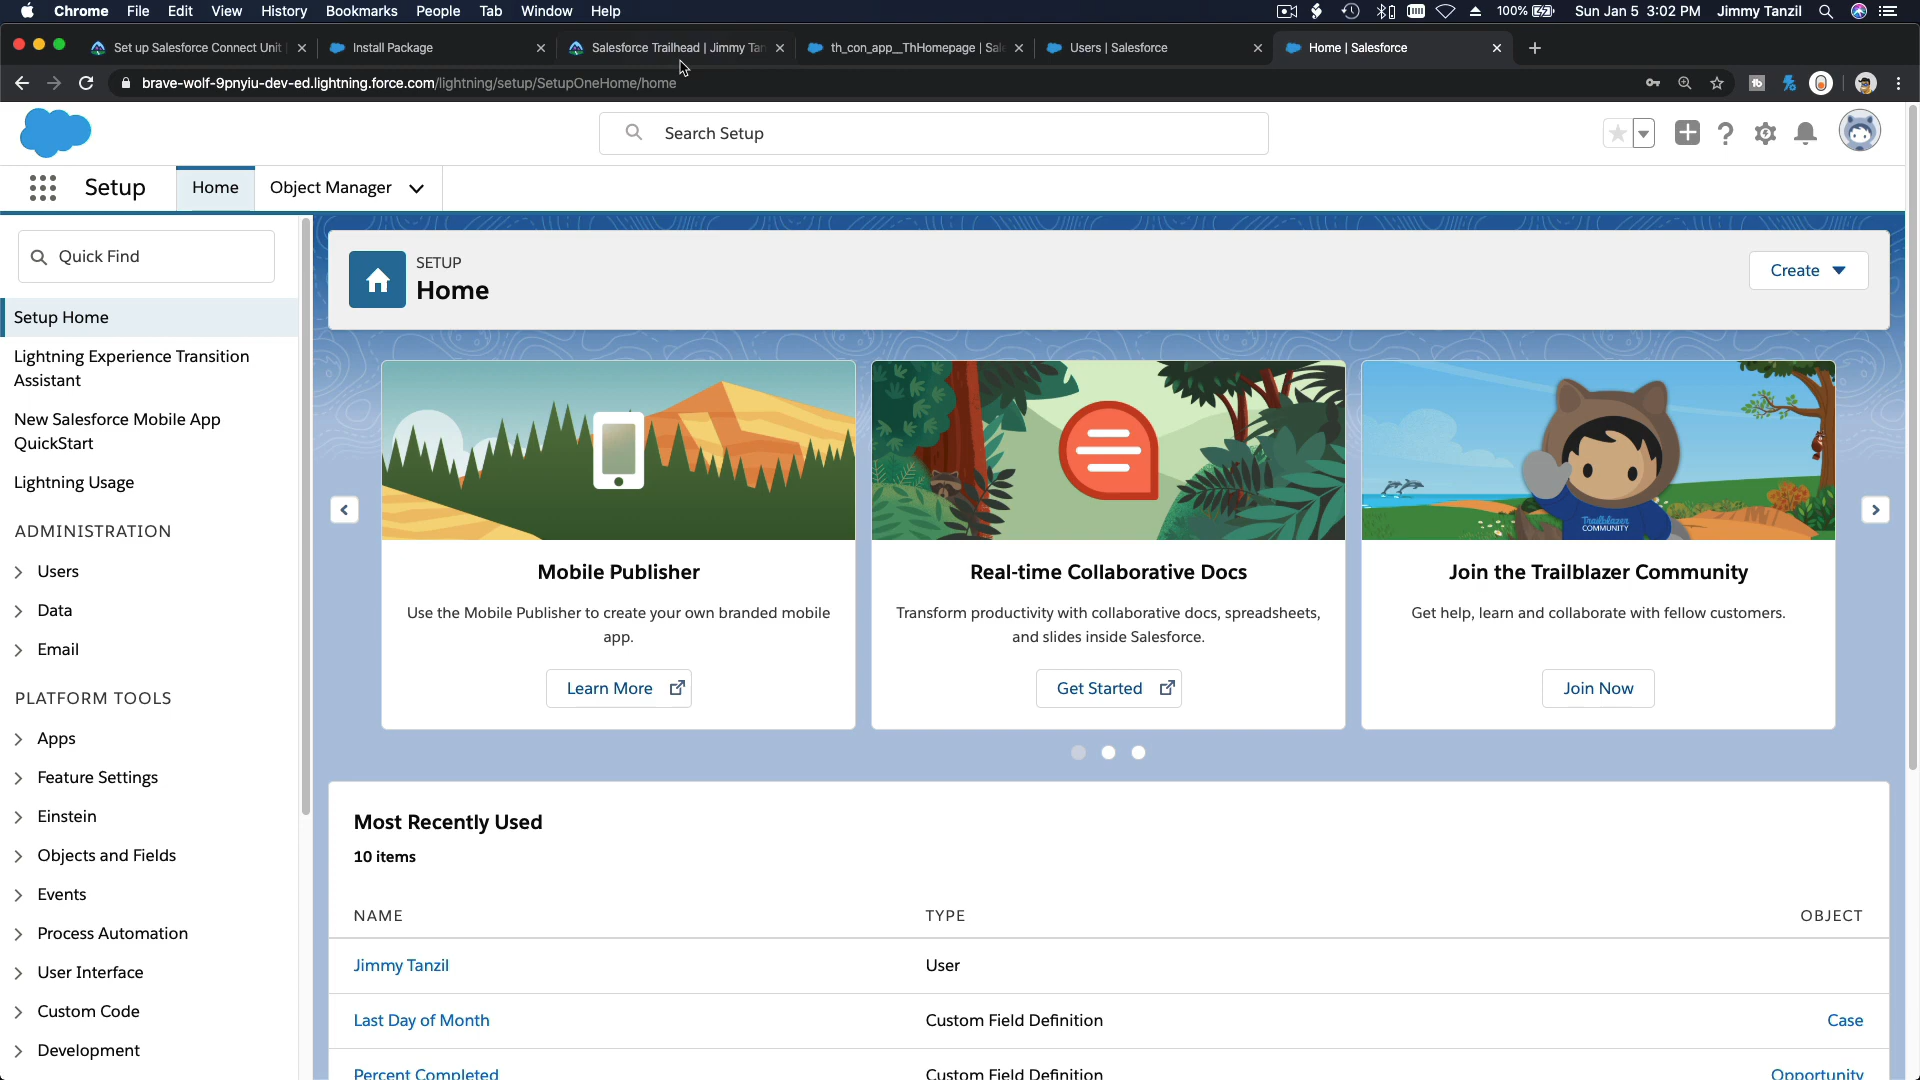 Chrome File Edit View History Bookmarks People Tab Window Help 100% Sun Jan 5 3:02 PM Jimmy Tanzil
Set up Salesforce Connect Unit Install Package Salesforce Trailhead | Jimmy Tan th_con_app__ThHomepage | Sale Users | Salesforce Home | Salesforce
brave-wolf-9pnyiu-dev-ed.lightning.force.com/lightning/setup/SetupOneHome/home
Search Setup
Setup Home Object Manager
Quick Find
Setup Home
Lightning Experience Transition
Assistant
New Salesforce Mobile App
QuickStart
Lightning Usage
ADMINISTRATION
Users
Data
Email
PLATFORM TOOLS
Apps
Feature Settings
Einstein
Objects and Fields
Events
Process Automation
User Interface
Custom Code
Development
SETUP
Home
Create
Trailblazer
COMMUNITY
Mobile Publisher
Use the Mobile Publisher to create your own branded mobile
app.
Learn More
Real-time Collaborative Docs
Transform productivity with collaborative docs, spreadsheets,
and slides inside Salesforce.
Get Started
Join the Trailblazer Community
Get help, learn and collaborate with fellow customers.
Join Now
Most Recently Used
10 items
NAME TYPE OBJECT
Jimmy Tanzil User
Last Day of Month Custom Field Definition Case
Percent Completed Custom Field Definition Opportunity